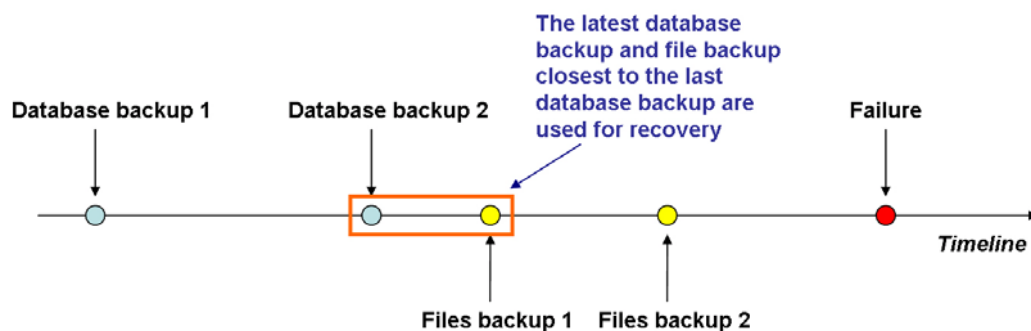 The latest database
backup and file backup
closest to the last
database backup are
used for recovery
Database backup 1
Database backup 2
Failure
Timeline
Files backup 1
Files backup 2